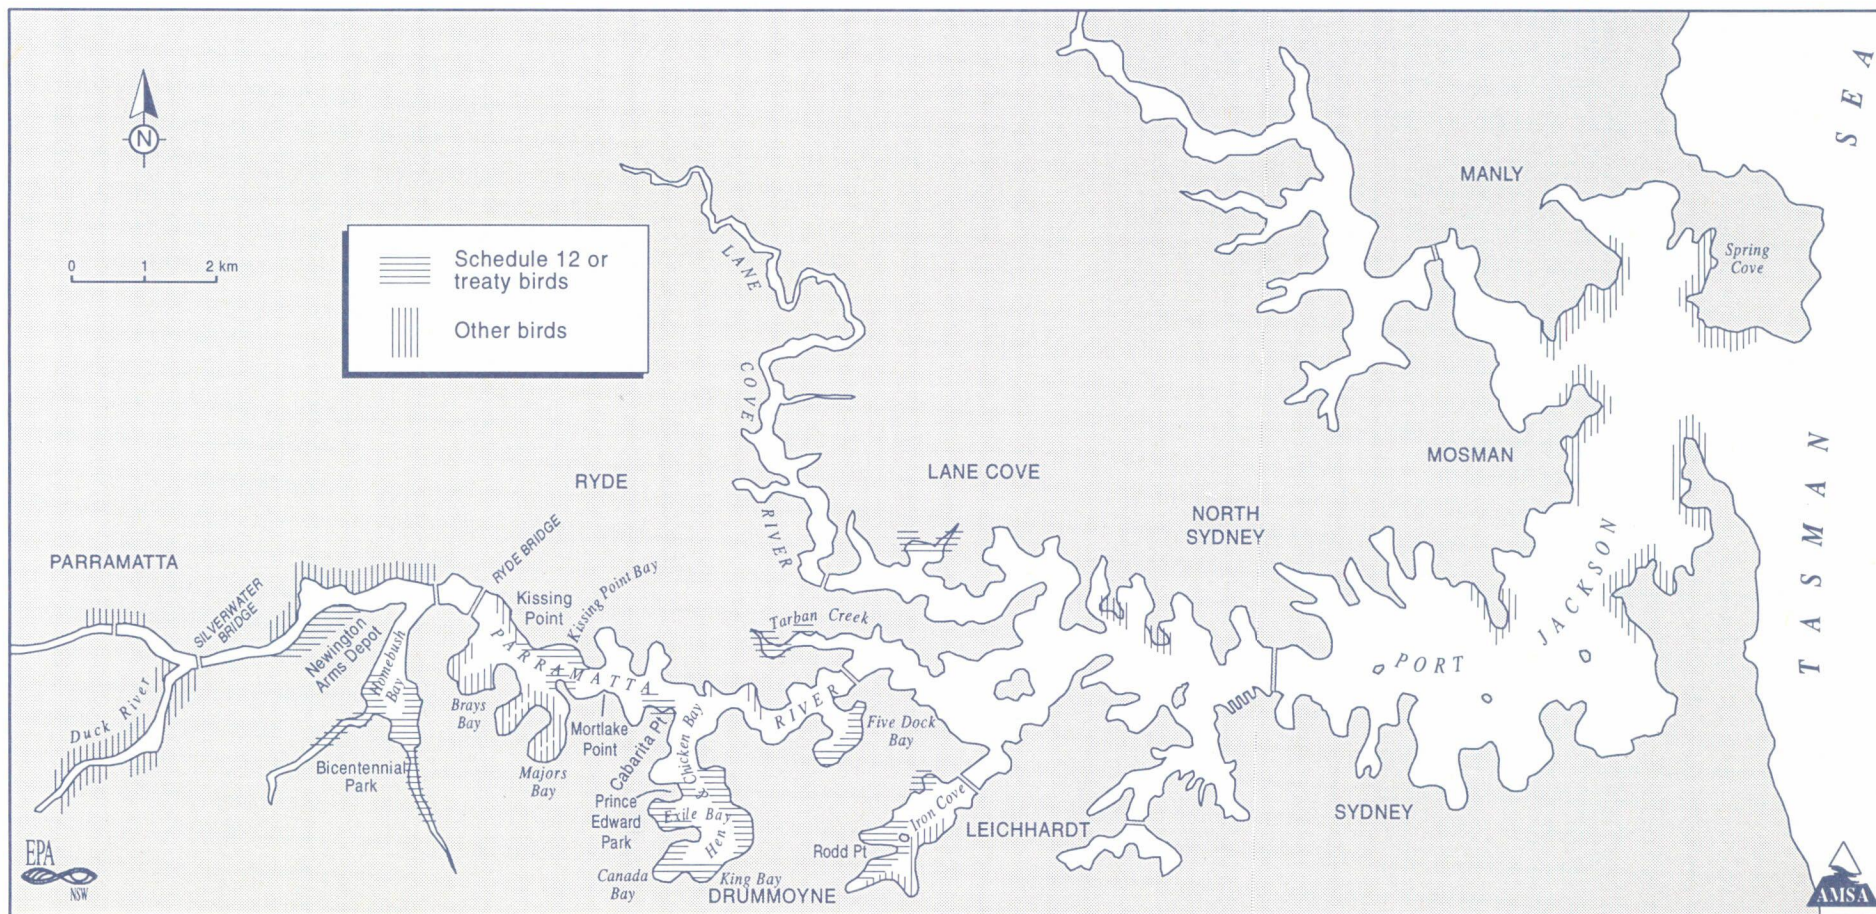 N
0 1 2 km
Schedule 12 or
treaty birds
Other birds
SEA
TASMAN
MANLY
Spring
Cove
LANE
COVE
RIVER
MOSMAN
LANE COVE
RYDE
NORTH
SYDNEY
PARRAMATTA
SILVERWATER
BRIDGE
RYDE BRIDGE
Kissing
Point
Kissing Point Bay
Tarban Creek
JACKSON
PORT
Newington
Arms Depot
Homebush
Bay
PARRAMATTA
RIVER
Duck River
Brays
Bay
Mortlake
Point
Cabarita Pt
Five Dock
Bay
Bicentennial
Park
Majors
Bay
Chicken Bay
&
Hen
Prince
Edward
Park
Exile Bay
Iron Cove
LEICHHARDT
SYDNEY
Rodd Pt
Canada
Bay
King Bay
DRUMMOYNE
EPA
NSW
AMSA